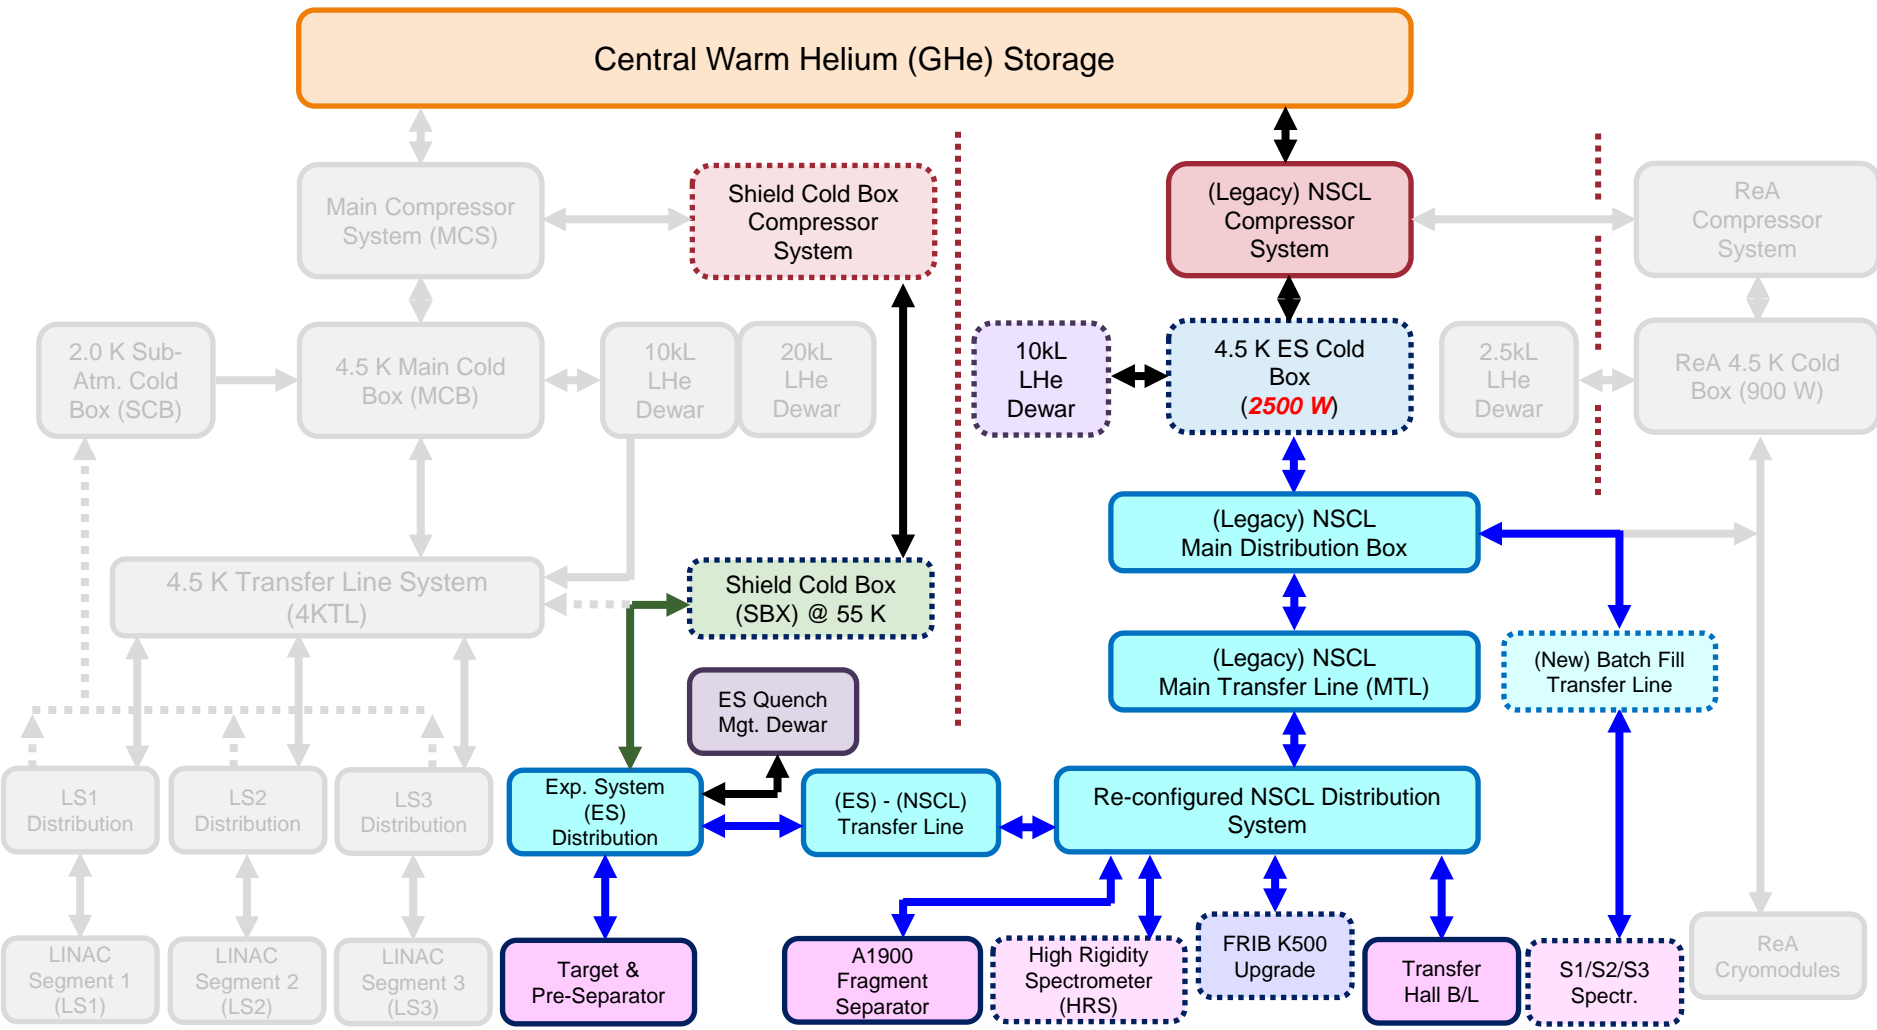 Central Warm Helium (GHe) Storage
Main Compressor
System (MCS)
Shield Cold Box
Compressor
System
(Legacy) NSCL
Compressor
System
ReA
Compressor
System
2.0 K Sub-
Atm. Cold
Box (SCB)
4.5 K Main Cold
Box (MCB)
10kL
LHe
Dewar
20kL
LHe
Dewar
10kL
LHe
Dewar
4.5 K ES Cold
Box
(2500 W)
2.5kL
LHe
Dewar
ReA 4.5 K Cold
Box (900 W)
(Legacy) NSCL
Main Distribution Box
4.5 K Transfer Line System
(4KTL)
Shield Cold Box
(SBX) @ 55 K
(Legacy) NSCL
Main Transfer Line (MTL)
(New) Batch Fill
Transfer Line
ES Quench
Mgt. Dewar
LS1
Distribution
LS2
Distribution
LS3
Distribution
Exp. System
(ES)
Distribution
(ES) - (NSCL)
Transfer Line
Re-configured NSCL Distribution
System
LINAC
Segment 1
(LS1)
LINAC
Segment 2
(LS2)
LINAC
Segment 3
(LS3)
Target &
Pre-Separator
A1900
Fragment
Separator
High Rigidity
Spectrometer
(HRS)
FRIB K500
Upgrade
Transfer
Hall B/L
S1/S2/S3
Spectr.
ReA
Cryomodules